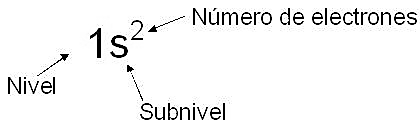 Número de electrones
1s²
Nivel
Subnivel